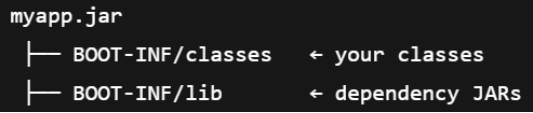 myapp.jar
├── BOOT-INF/classes ← your classes
├── BOOT-INF/lib ← dependency JARs